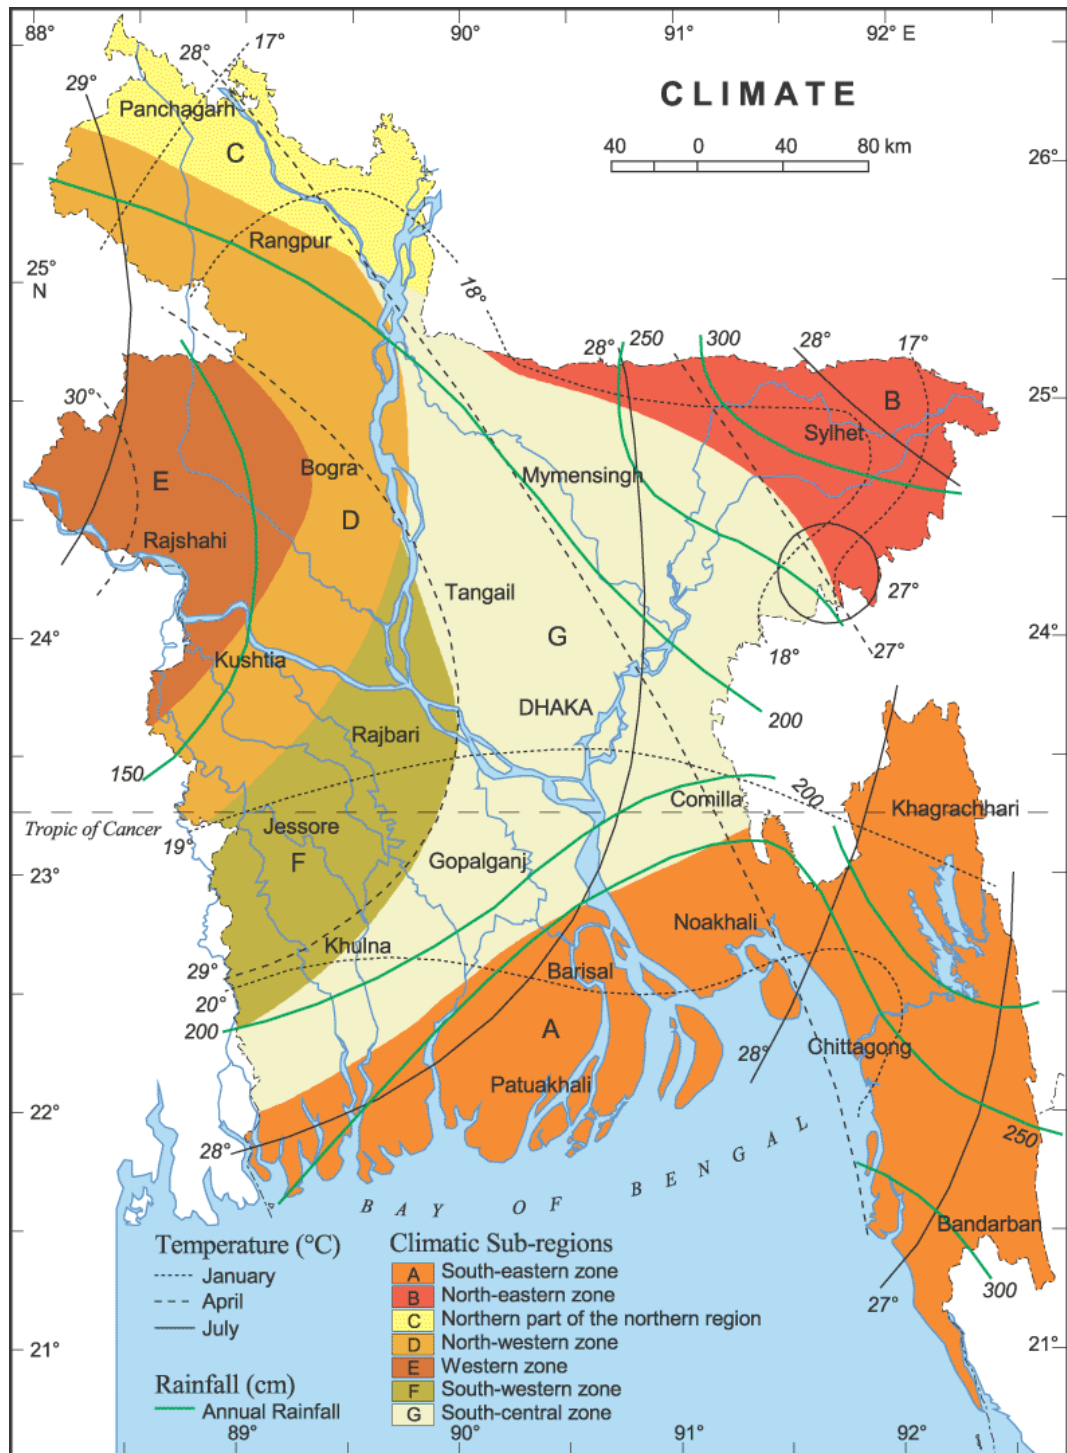 88°
90°
91°
92° E
CLIMATE
40 0 40 80 km
28°
17°
29°
Panchagarh
C
26°
26°
Rangpur
25°
N
18°
28°
250
300
28°
17°
30°
25°
B
Sylhet
E
Bogra
Mymensingh
D
Rajshahi
Tangail
27°
24°
G
24°
18°
27°
Kushtia
DHAKA
200
Rajbari
150
200
Comilla
Khagrachhari
Tropic of Cancer
Jessore
19°
F
Gopalganj
23°
Noakhali
Khulna
29°
Barisal
20°
200
A
28°
Chittagong
Patuakhali
22°
22°
250
28°
BAY OF BENGAL
Bandarban
Temperature (°C)
January
April
July
Rainfall (cm)
Annual Rainfall
Climatic Sub-regions
A South-eastern zone
B North-eastern zone
C Northern part of the northern region
D North-western zone
E Western zone
F South-western zone
G South-central zone
300
27°
21°
21°
89°
90°
91°
92°